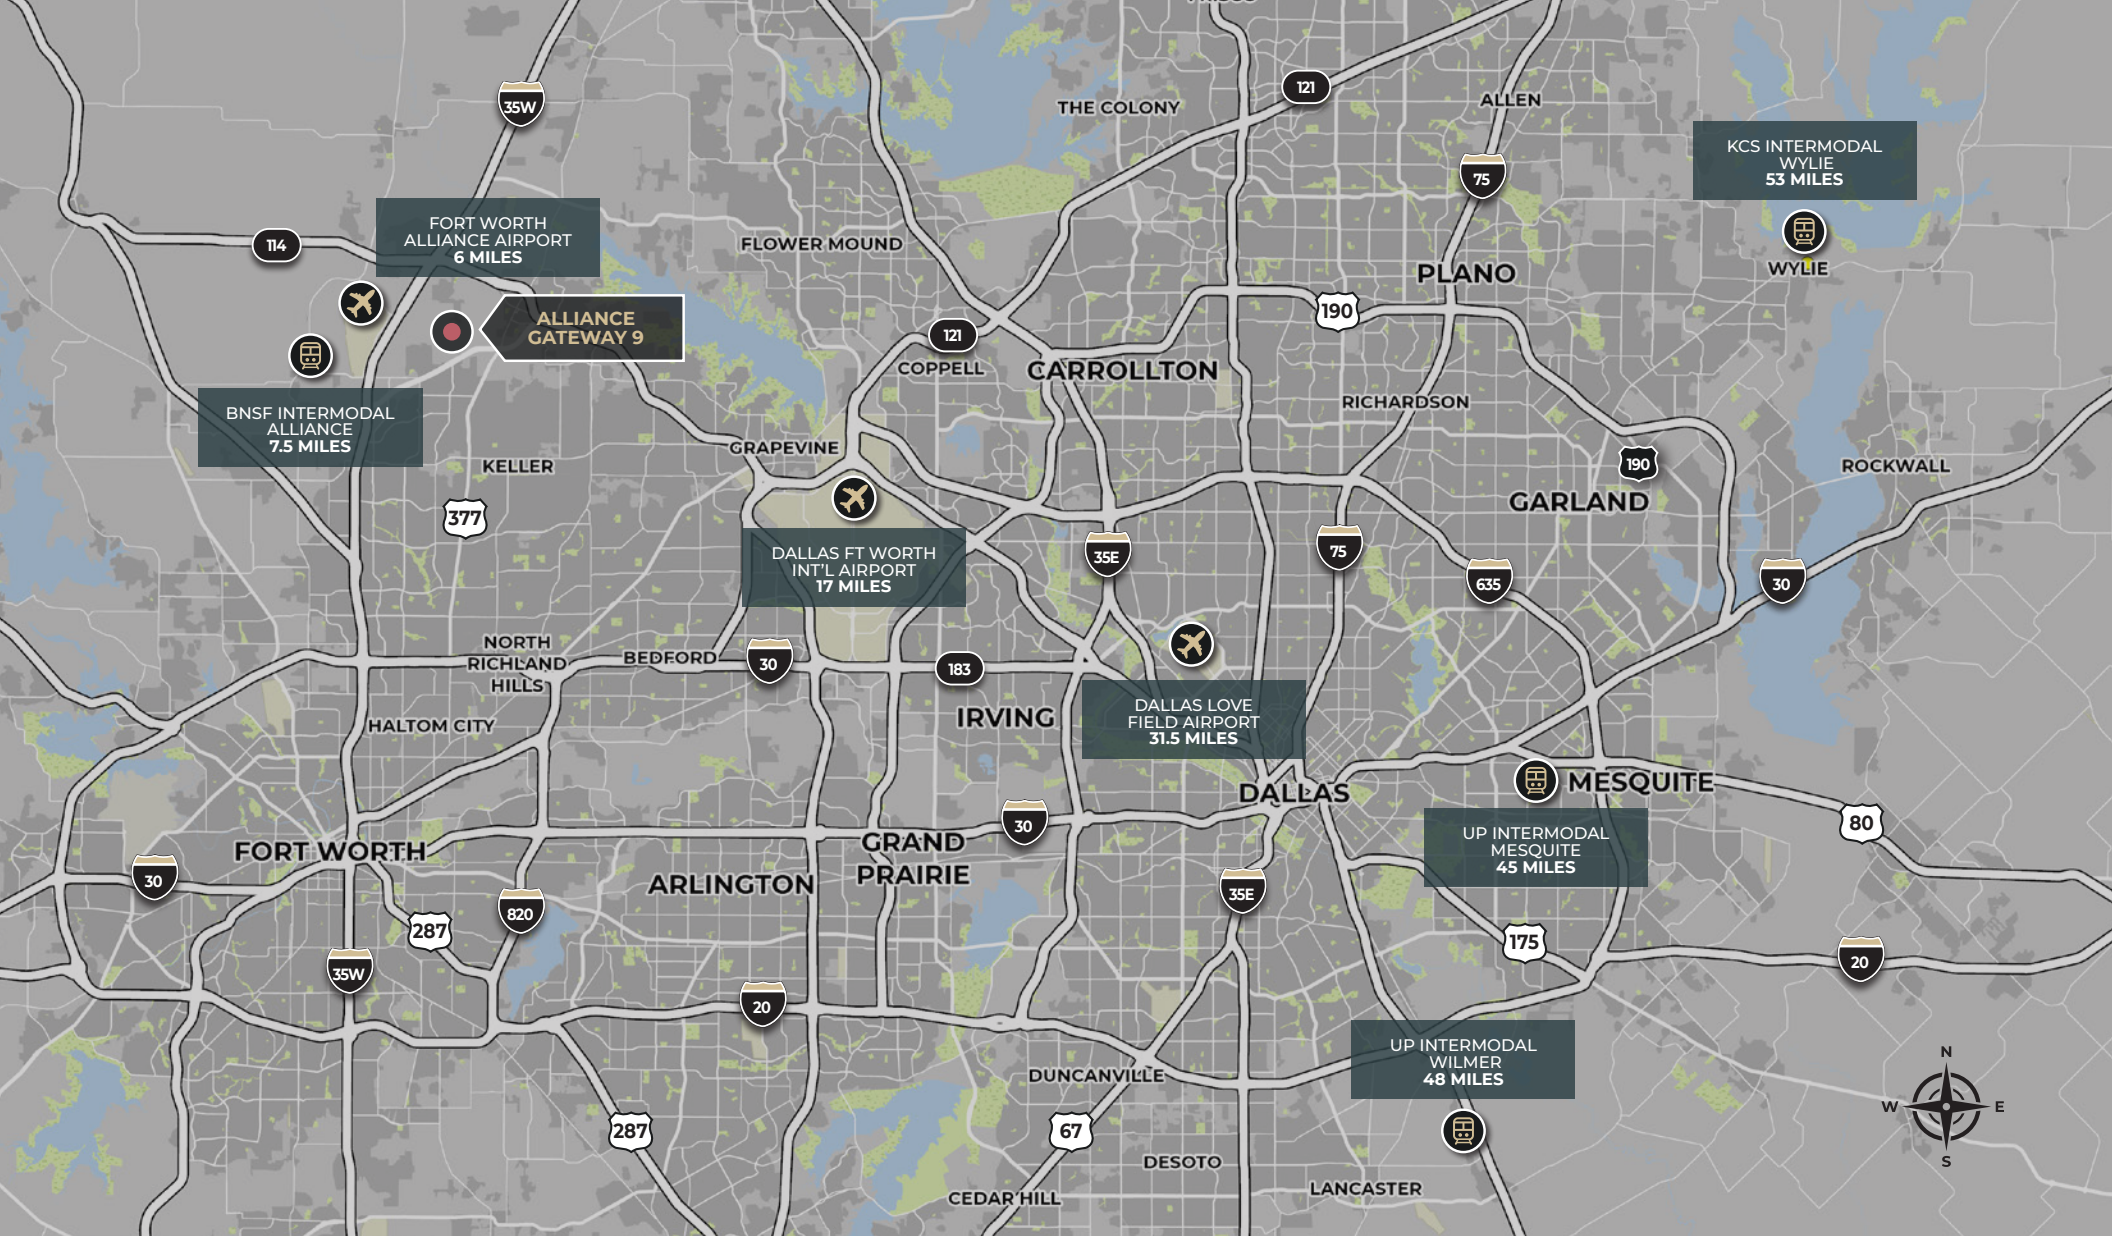 35W
121
THE COLONY
ALLEN
75
KCS INTERMODAL
WYLIE
53 MILES
FORT WORTH
ALLIANCE AIRPORT
6 MILES
114
FLOWER MOUND
PLANO
WYLIE
ALLIANCE
GATEWAY 9
190
121
COPPELL
CARROLLTON
RICHARDSON
BNSF INTERMODAL
ALLIANCE
7.5 MILES
GRAPEVINE
KELLER
190
ROCKWALL
GARLAND
377
DALLAS FT WORTH
INT'L AIRPORT
17 MILES
35E
75
635
30
NORTH
RICHLAND
HILLS
BEDFORD
30
183
IRVING
HALTOM CITY
DALLAS LOVE
FIELD AIRPORT
31.5 MILES
MESQUITE
DALLAS
30
80
UP INTERMODAL
MESQUITE
45 MILES
FORT WORTH
GRAND
PRAIRIE
30
ARLINGTON
820
35E
287
175
35W
20
20
UP INTERMODAL
WILMER
48 MILES
DUNCANVILLE
287
67
DESOTO
LANCASTER
CEDAR HILL
N
W
E
S